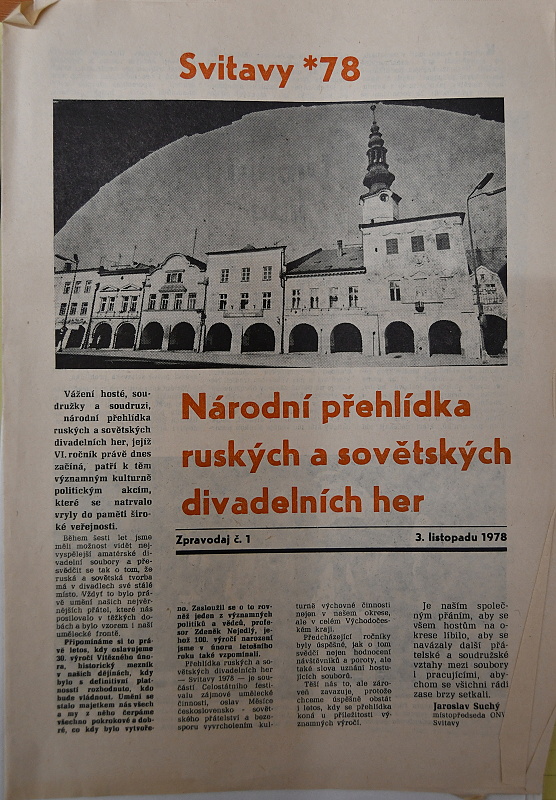 Svitavy *78
Národní přehlídka
ruských a sovětských
divadelních her
Zpravodaj č. 1
3. listopadu 1978
Vážení hosté, sou-
družky a soudruzi,
národní přehlídka
ruských a sovětských
divadelních her, jejíž
VI. ročník právě dnes
začíná, patří k těm
významným kulturně
politickým akcím,
které se natrvalo
vryly do paměti širo-
ké veřejnosti.
Během šesti let jsme
měli možnost vidět nej-
vyspělejší amatérské di-
vadelní soubory a pře-
svědčit se tak o tom, že
ruská a sovětská tvorba
má v divadlech své stálé
místo. Vždyť to bylo prá-
vě umění našich nejvěr-
nějších přátel, které nás
posilovalo v těžkých do-
bách a bylo vzorem i naší
umělecké frontě.
Připomínáme si to prá-
vě letos, kdy oslavujeme
30. výročí Vítězného úno-
ra, historický mezník
v našich dějinách, kdy
bylo s definitivní plat-
ností rozhodnuto, kdo
bude vládnout. Umění se
stalo majetkem nás všech
a my z něho čerpáme
všechno pokrokové a dob-
ré, co kdy bylo vytvoře-
no. Zasloužil se o to rov-
něž jeden z významných
politiků a vědců, profe-
sor Zdeněk Nejedlý, je-
hož 100. výročí narození
jsme v únoru letošního
roku také vzpomínali.
Přehlídka ruských a so-
větských divadelních her
— Svitavy 1978 — je sou-
částí Celostátního festi-
valu zájmové umělecké
činnosti, oslav Měsíce
československo - sovět-
ského přátelství a beze-
sporu vyvrcholením kul-
turně výchovné činnosti
nejen v našem okrese,
ale v celém Východočes-
kém kraji.
Předcházející ročníky
byly úspěšné, jak o tom
svědčí nejen hodnocení
návštěvníků a poroty, ale
také slova uznání hostu-
jících souborů.
Těší nás to, ale záro-
veň zavazuje, protože
chceme úspěšně obstát
i letos, kdy se přehlídka
koná u příležitosti vý-
znamných výročí.
Je naším společ-
ným přáním, aby se
všem hostům na o-
krese líbilo, aby se
navázaly další přá-
telské a soudružské
vztahy mezi soubory
i pracujícími, aby-
chom se všichni rádi
zase brzy setkali.
Jaroslav Suchý
místopředseda ONV
Svitavy